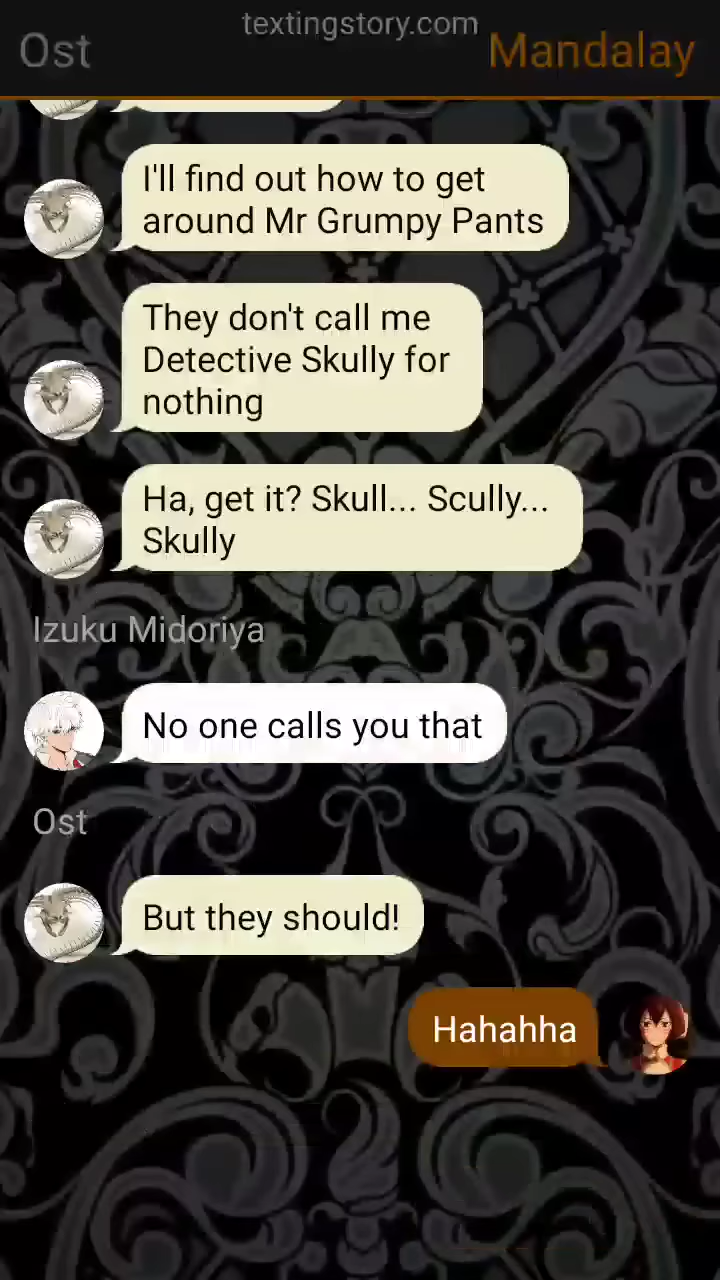 textingstory.com
Ost
Mandalay
I'll find out how to get
around Mr Grumpy Pants
They don't call me
Detective Skully for
nothing
Ha, get it? Skull... Scully...
Skully
Izuku Midoriya
No one calls you that
Ost
But they should!
Hahahha